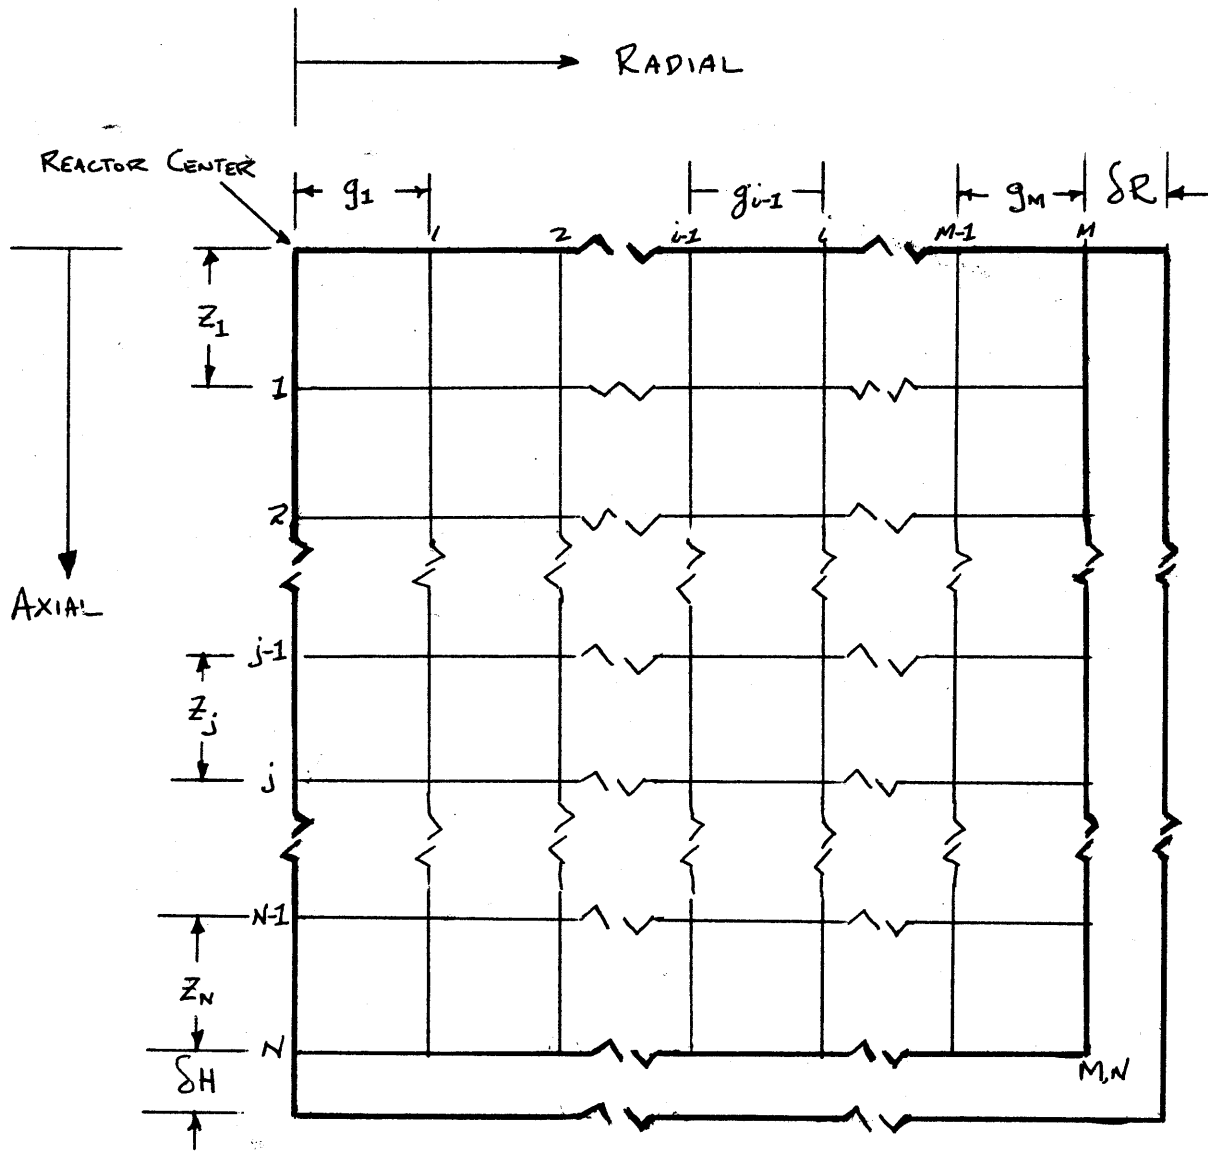 RADIAL
REACTOR CENTER
g1 gi-1 gM δR
1 2 i-1 i M-1 M
Z1
1
2
AXIAL
j-1
Zj
j
N-1
ZN
N
M,N
δH